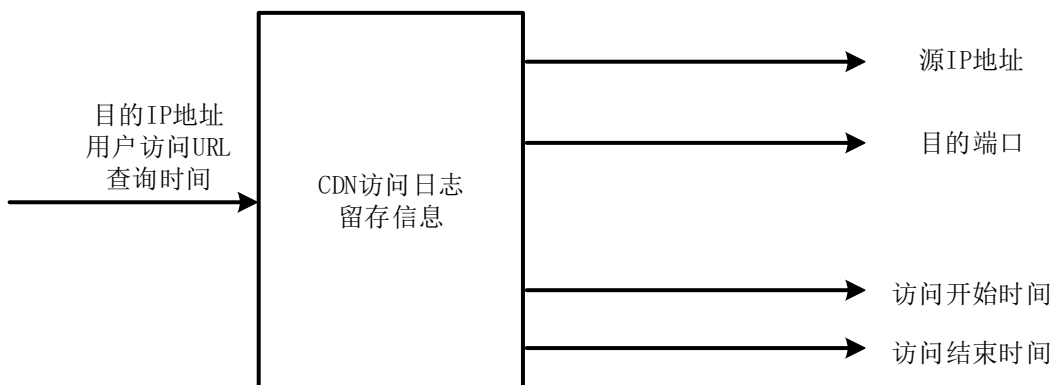 目的IP地址
用户访问URL
查询时间
CDN访问日志
留存信息
源IP地址
目的端口
访问开始时间
访问结束时间